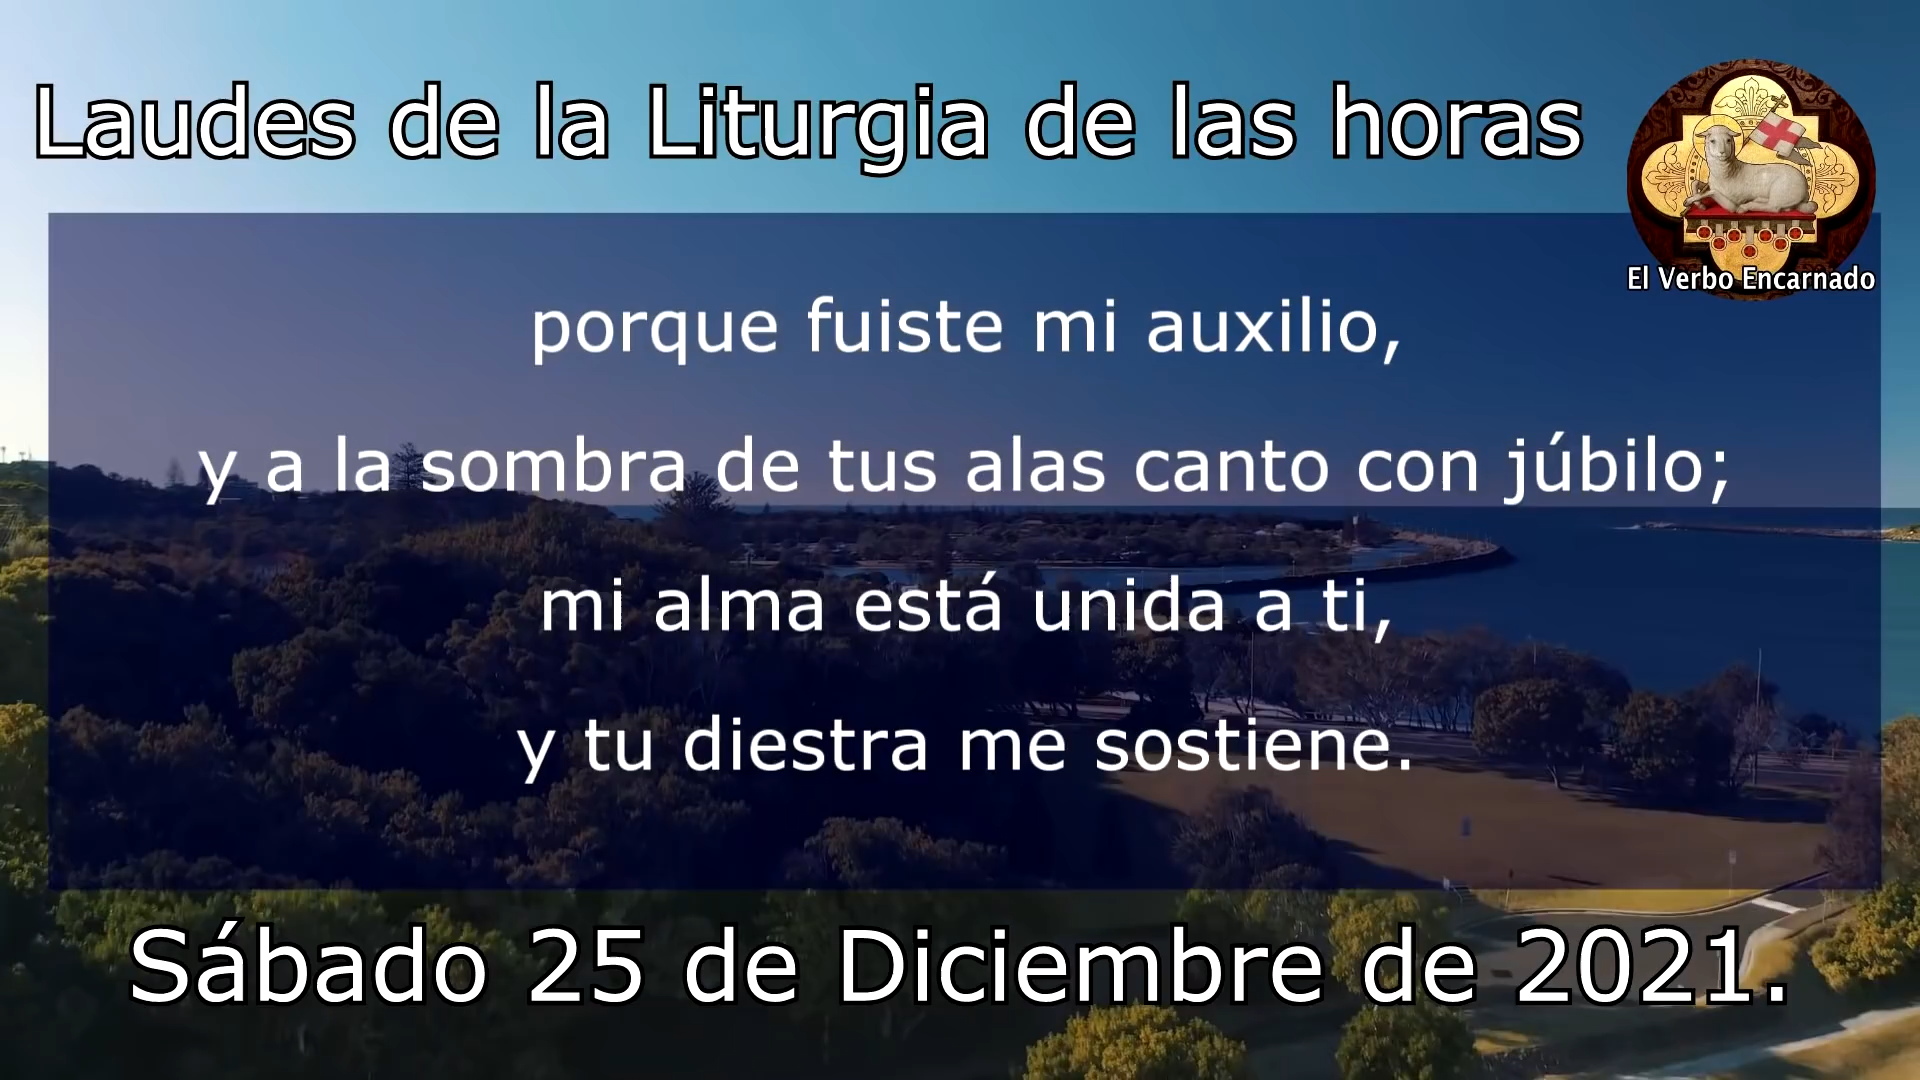 Laudes de la Liturgia de las horas
El Verbo Encarnado
porque fuiste mi auxilio,
y a la sombra de tus alas canto con júbilo;
mi alma está unida a ti,
y tu diestra me sostiene.
Sábado 25 de Diciembre de 2021.